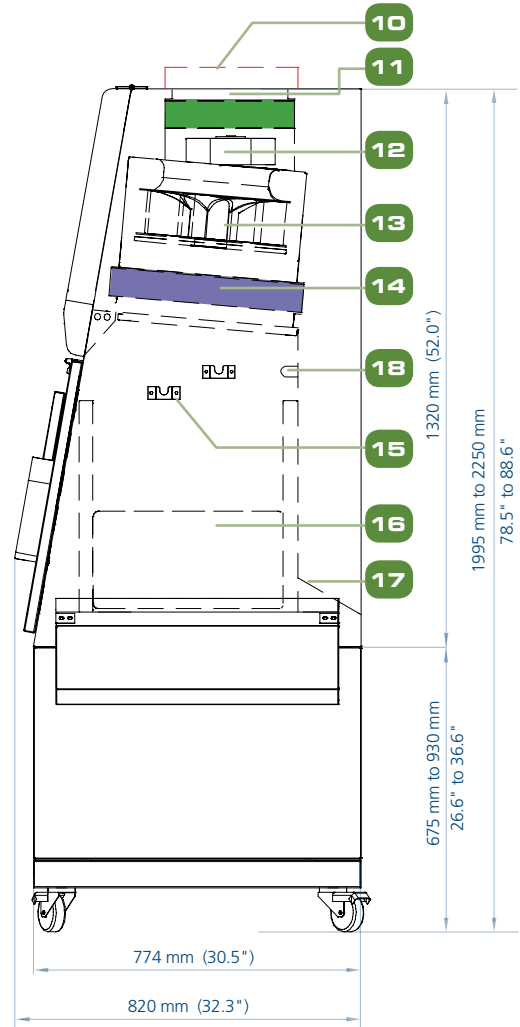 10
11
12
13
14
18
15
16
17
1320 mm (52.0")
1995 mm to 2250 mm
78.5" to 88.6"
675 mm to 930 mm
26.6" to 36.6"
774 mm (30.5")
820 mm (32.3")